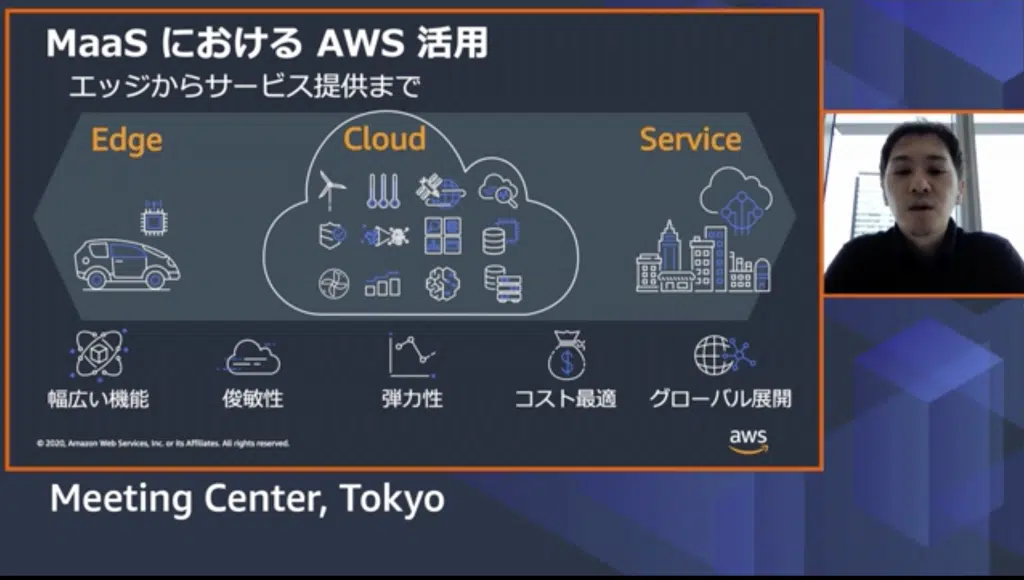 MaaS における AWS 活用
エッジからサービス提供まで
Edge
Cloud
Service
幅広い機能
俊敏性
弾力性
コスト最適
グローバル展開
© 2020, Amazon Web Services, Inc. or its Affiliates. All rights reserved.
aws
Meeting Center, Tokyo